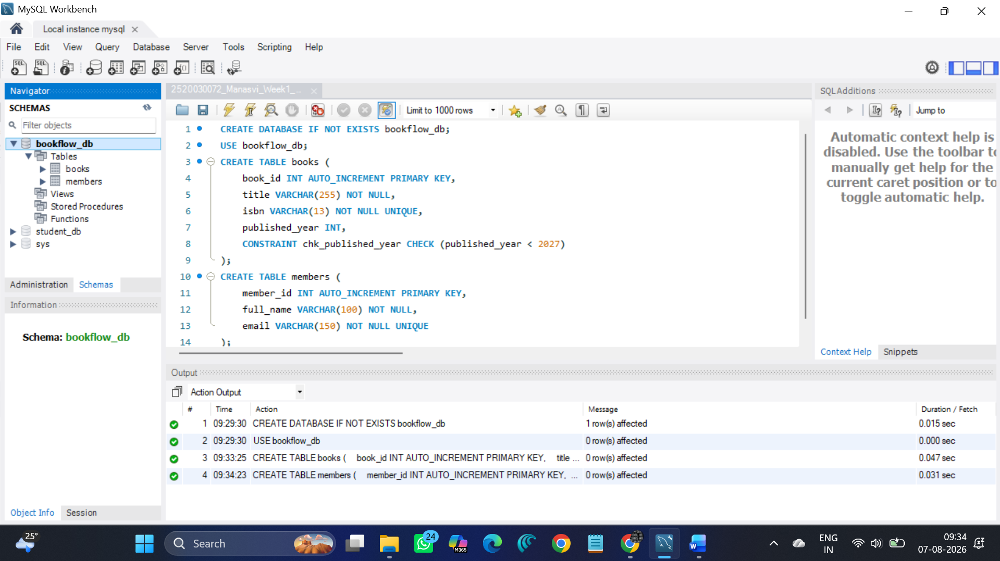 MySQL Workbench
Local instance mysql
File Edit View Query Database Server Tools Scripting Help
Navigator
SCHEMAS
Filter objects
bookflow_db
Tables
books
members
Views
Stored Procedures
Functions
student_db
sys
Administration Schemas
Information
Schema: bookflow_db
Object Info Session
2520030072_Manasvi_Week1_...
Limit to 1000 rows
1 CREATE DATABASE IF NOT EXISTS bookflow_db;
2 USE bookflow_db;
3 CREATE TABLE books (
4 book_id INT AUTO_INCREMENT PRIMARY KEY,
5 title VARCHAR(255) NOT NULL,
6 isbn VARCHAR(13) NOT NULL UNIQUE,
7 published_year INT,
8 CONSTRAINT chk_published_year CHECK (published_year < 2027)
9 );
10 CREATE TABLE members (
11 member_id INT AUTO_INCREMENT PRIMARY KEY,
12 full_name VARCHAR(100) NOT NULL,
13 email VARCHAR(150) NOT NULL UNIQUE
14 );
SQLAdditions
Jump to
Automatic context help is
disabled. Use the toolbar to
manually get help for the
current caret position or to
toggle automatic help.
Context Help Snippets
Output
Action Output
# Time Action Message Duration / Fetch
1 09:29:30 CREATE DATABASE IF NOT EXISTS bookflow_db 1 row(s) affected 0.015 sec
2 09:29:30 USE bookflow_db 0 row(s) affected 0.000 sec
3 09:33:25 CREATE TABLE books ( book_id INT AUTO_INCREMENT PRIMARY KEY, title ... 0 row(s) affected 0.047 sec
4 09:34:23 CREATE TABLE members ( member_id INT AUTO_INCREMENT PRIMARY KEY, ... 0 row(s) affected 0.031 sec
25°
Search
24
M365
ENG
IN
09:34
07-08-2026